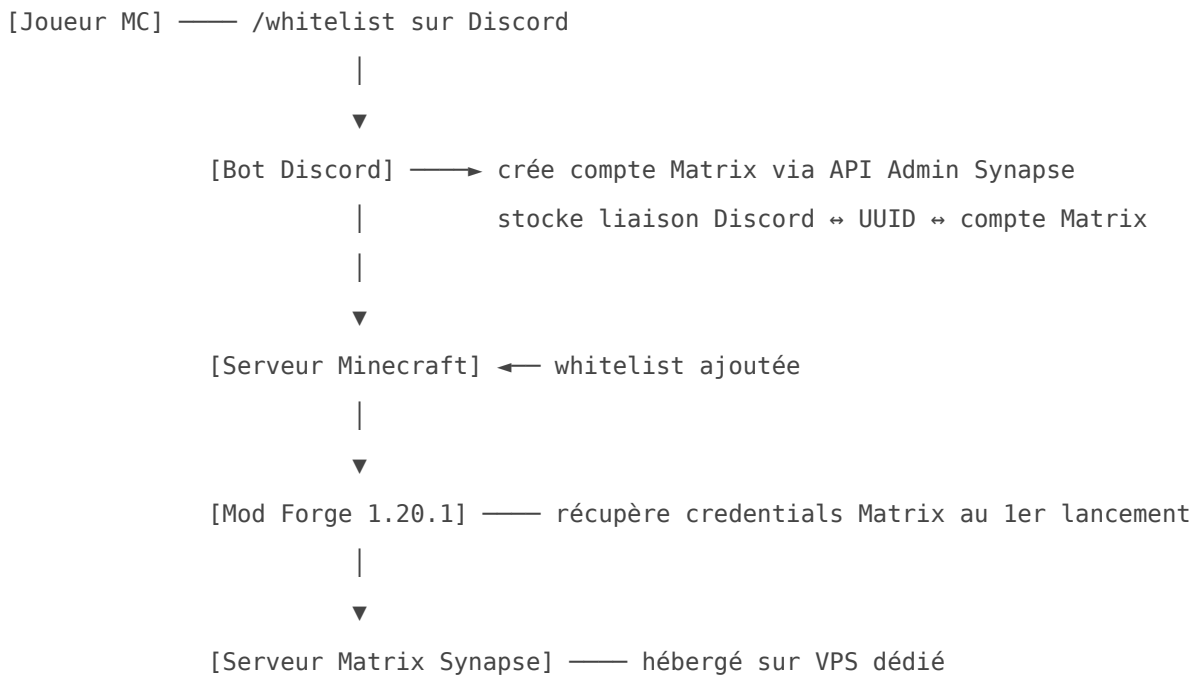 [Joueur MC] ──── /whitelist sur Discord
│
▼
[Bot Discord] ────► crée compte Matrix via API Admin Synapse
│ stocke liaison Discord ↔ UUID ↔ compte Matrix
│
▼
[Serveur Minecraft] ◄── whitelist ajoutée
│
▼
[Mod Forge 1.20.1] ──── récupère credentials Matrix au 1er lancement
│
▼
[Serveur Matrix Synapse] ──── hébergé sur VPS dédié